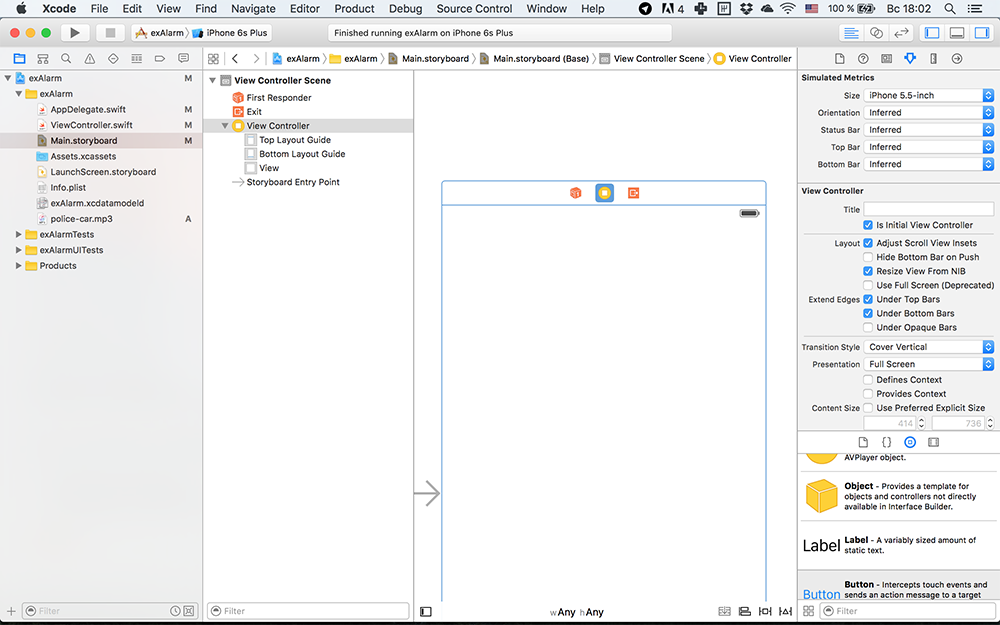 Xcode File Edit View Find Navigate Editor Product Debug Source Control Window Help 4 100 % Вс 18:02
exAlarm iPhone 6s Plus Finished running exAlarm on iPhone 6s Plus
exAlarm exAlarm Main.storyboard Main.storyboard (Base) View Controller Scene View Controller
exAlarm M
exAlarm
AppDelegate.swift M
ViewController.swift M
Main.storyboard M
Assets.xcassets
LaunchScreen.storyboard
Info.plist
exAlarm.xcdatamodeld
police-car.mp3 A
exAlarmTests
exAlarmUITests
Products
Filter
View Controller Scene
First Responder
Exit
View Controller
Top Layout Guide
Bottom Layout Guide
View
Storyboard Entry Point
Filter
wAny hAny
Simulated Metrics
Size iPhone 5.5-inch
Orientation Inferred
Status Bar Inferred
Top Bar Inferred
Bottom Bar Inferred
View Controller
Title
Is Initial View Controller
Layout Adjust Scroll View Insets
Hide Bottom Bar on Push
Resize View From NIB
Use Full Screen (Deprecated)
Extend Edges Under Top Bars
Under Bottom Bars
Under Opaque Bars
Transition Style Cover Vertical
Presentation Full Screen
Defines Context
Provides Context
Content Size Use Preferred Explicit Size
414 736
{}
AVPlayer object.
Object - Provides a template for
objects and controllers not directly
available in Interface Builder.
Label Label - A variably sized amount of
static text.
Button Button - Intercepts touch events and
sends an action message to a target
Filter